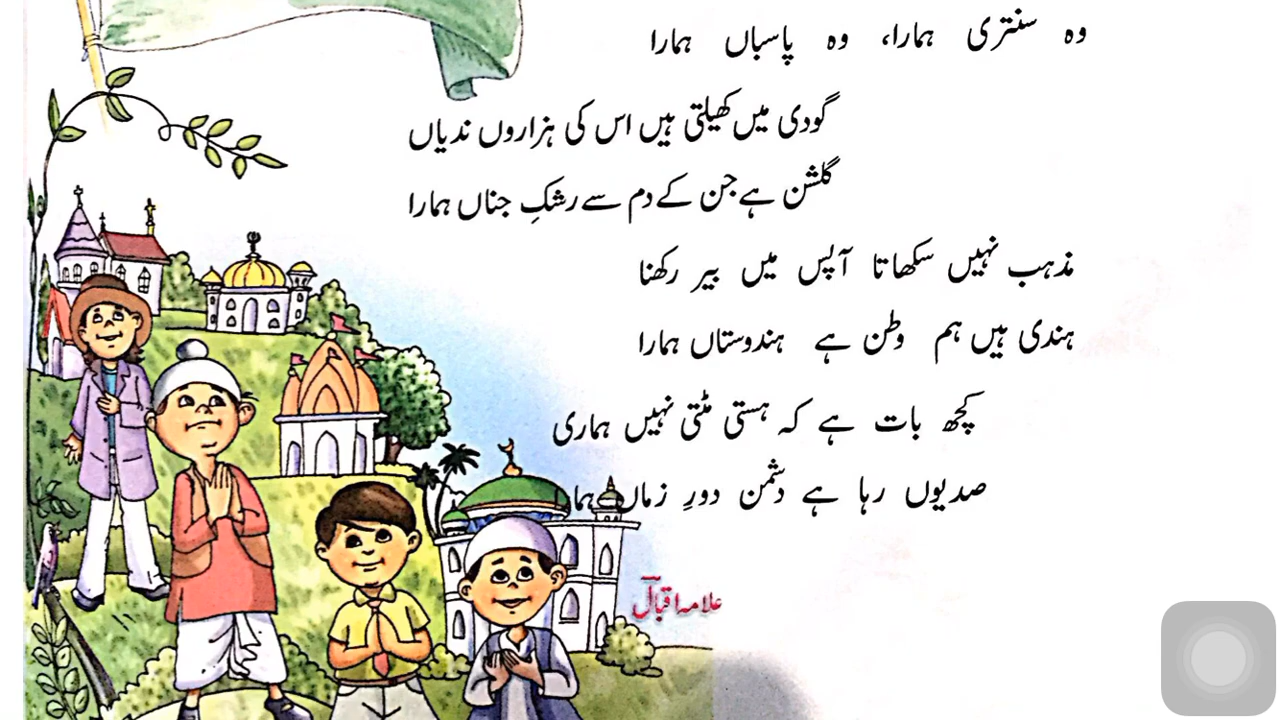 وہ سنتری ہمارا، وہ پاسباں ہمارا
گودی میں کھیلتی ہیں اس کی ہزاروں ندیاں
گلشن ہے جن کے دم سے رشکِ جناں ہمارا
مذہب نہیں سکھاتا آپس میں بیر رکھنا
ہندی ہیں ہم وطن ہے ہندوستاں ہمارا
کچھ بات ہے کہ ہستی مٹتی نہیں ہماری
صدیوں رہا ہے دشمن دورِ زماں
علامہ اقبالؔ